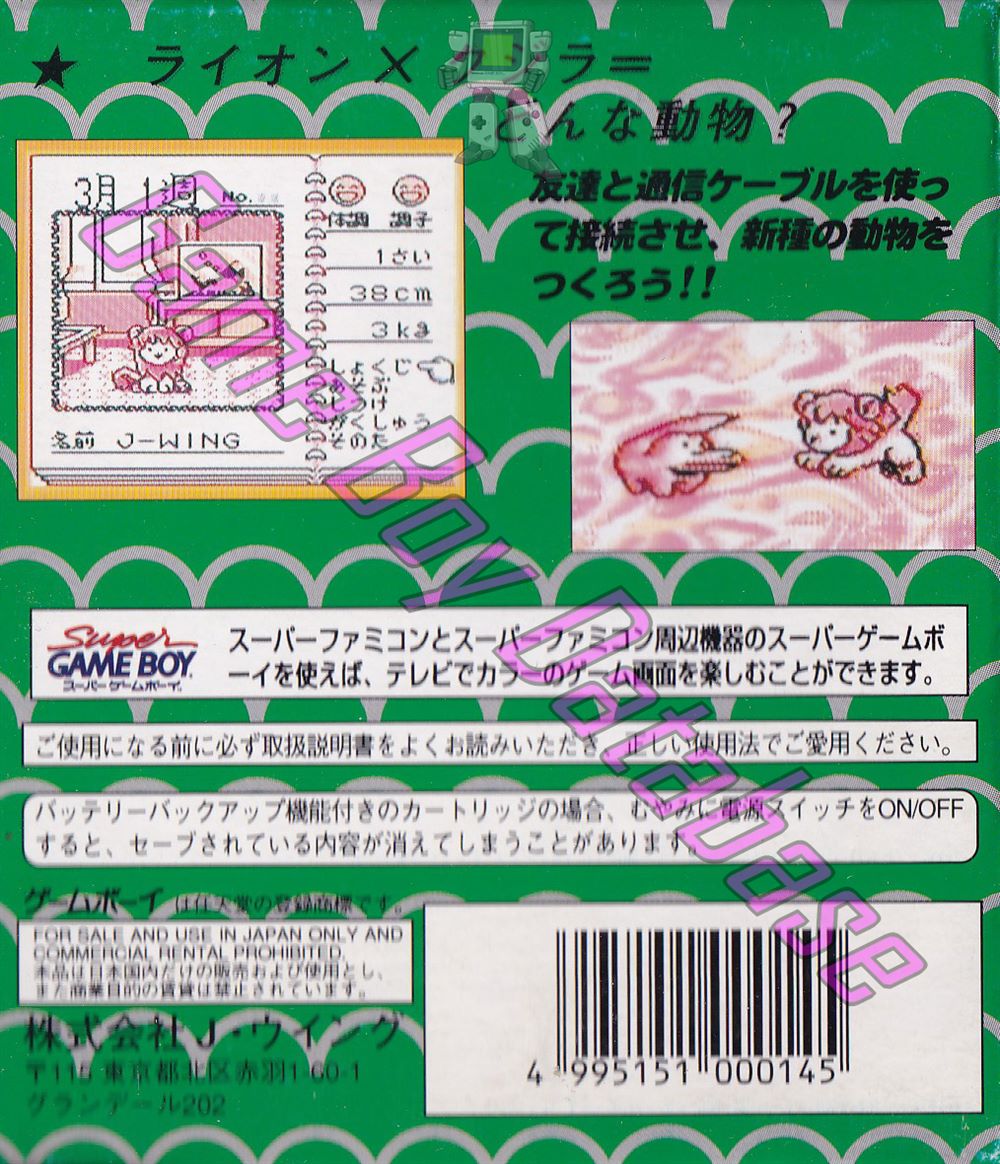 ★ ライオン×　　ラ＝
どんな動物？
友達と通信ケーブルを使っ
て接続させ、新種の動物を
つくろう!!
3月 1週 No.
体調 調子
1さい
38cm
3kg
名前 J-WING
Super
GAME BOY
スーパーゲームボーイ
スーパーファミコンとスーパーファミコン周辺機器のスーパーゲームボ
ーイを使えば、テレビでカラーのゲーム画面を楽しむことができます。
ご使用になる前に必ず取扱説明書をよくお読みいただき、正しい使用法でご愛用ください。
バッテリーバックアップ機能付きのカートリッジの場合、むやみに電源スイッチをON/OFF
すると、セーブされている内容が消えてしまうことがあります。
ゲームボーイ は任天堂の登録商標です。
FOR SALE AND USE IN JAPAN ONLY AND
COMMERCIAL RENTAL PROHIBITED.
本品は日本国内だけの販売および使用とし、
また商業目的の賃貸は禁止されています。
株式会社J・ウイング
〒115 東京都北区赤羽1-60-1
グランデール202
4 995151 000145
Game Boy Database